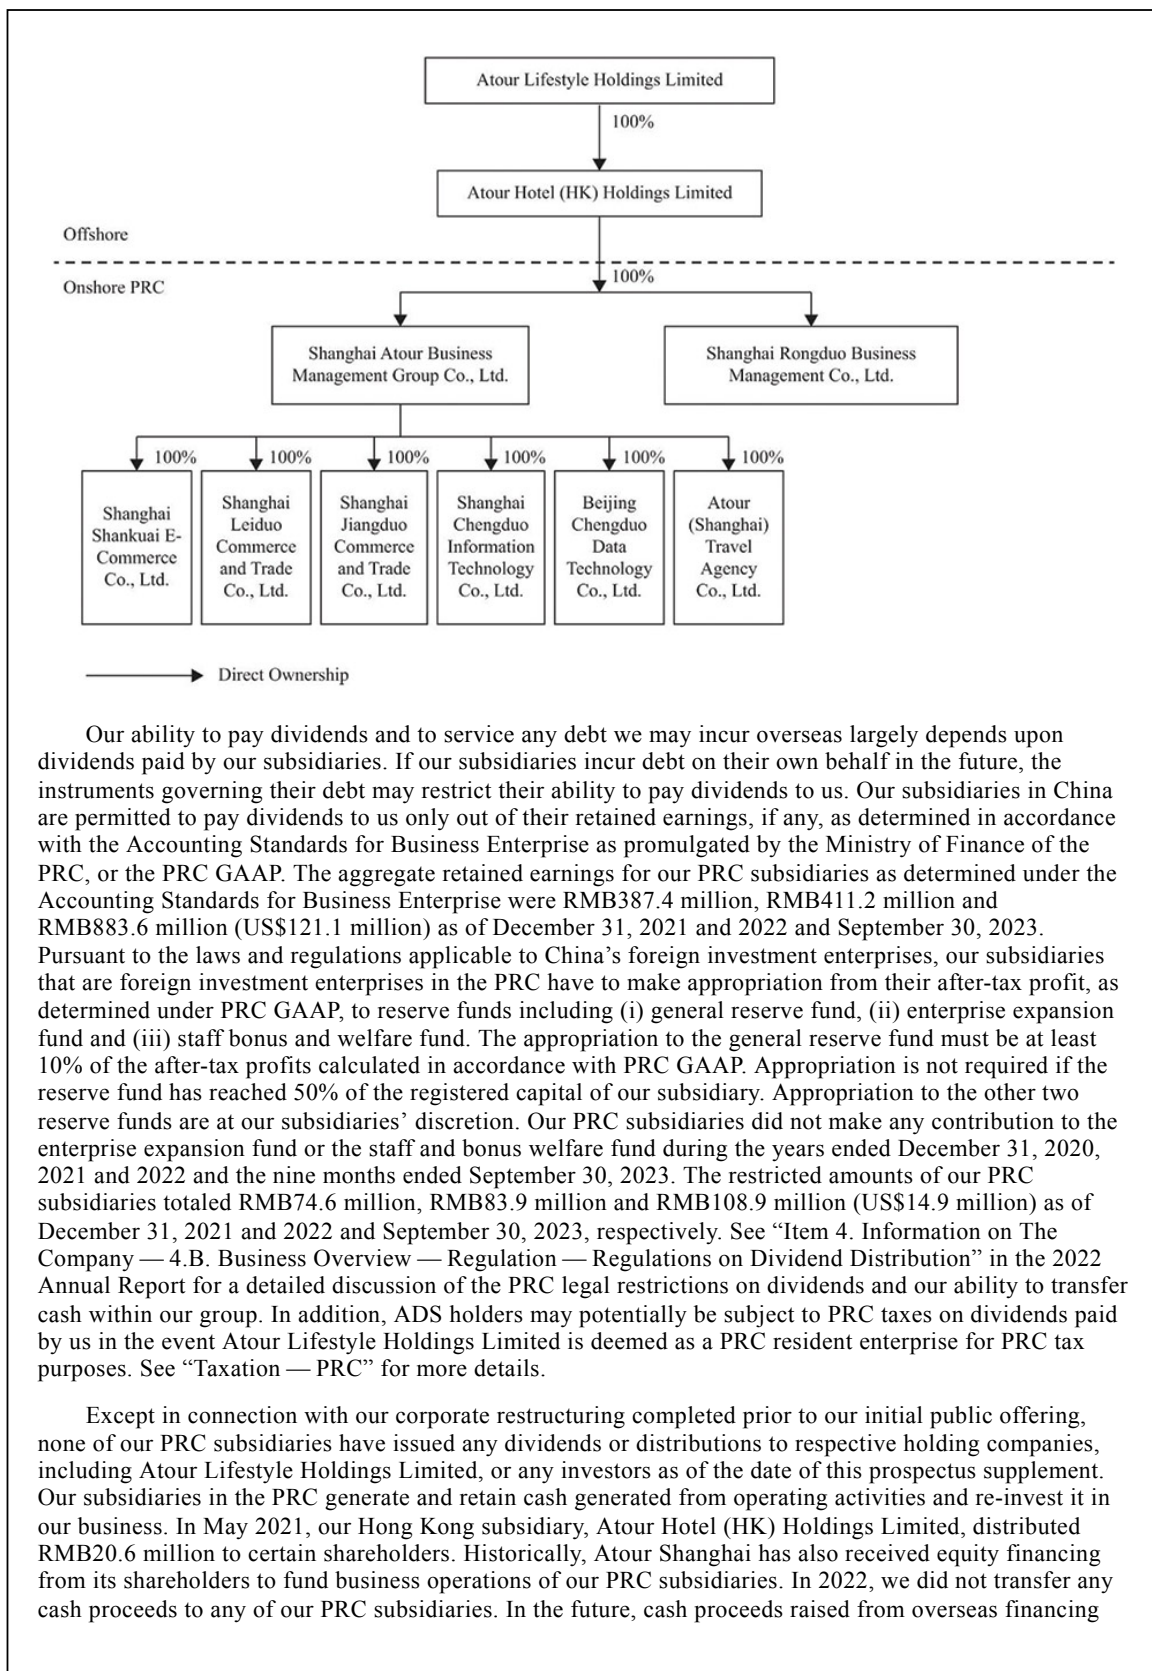 Atour Lifestyle Holdings Limited
100%
Atour Hotel (HK) Holdings Limited
Offshore
Onshore PRC
100%
Shanghai Atour Business
Management Group Co., Ltd.
Shanghai Rongduo Business
Management Co., Ltd.
100%
100%
100%
100%
100%
100%
Shanghai
Shankuai E-
Commerce
Co., Ltd.
Shanghai
Leiduo
Commerce
and Trade
Co., Ltd.
Shanghai
Jiangduo
Commerce
and Trade
Co., Ltd.
Shanghai
Chengduo
Information
Technology
Co., Ltd.
Beijing
Chengduo
Data
Technology
Co., Ltd.
Atour
(Shanghai)
Travel
Agency
Co., Ltd.
Direct Ownership
Our ability to pay dividends and to service any debt we may incur overseas largely depends upon
dividends paid by our subsidiaries. If our subsidiaries incur debt on their own behalf in the future, the
instruments governing their debt may restrict their ability to pay dividends to us. Our subsidiaries in China
are permitted to pay dividends to us only out of their retained earnings, if any, as determined in accordance
with the Accounting Standards for Business Enterprise as promulgated by the Ministry of Finance of the
PRC, or the PRC GAAP. The aggregate retained earnings for our PRC subsidiaries as determined under the
Accounting Standards for Business Enterprise were RMB387.4 million, RMB411.2 million and
RMB883.6 million (US$121.1 million) as of December 31, 2021 and 2022 and September 30, 2023.
Pursuant to the laws and regulations applicable to China’s foreign investment enterprises, our subsidiaries
that are foreign investment enterprises in the PRC have to make appropriation from their after-tax profit, as
determined under PRC GAAP, to reserve funds including (i) general reserve fund, (ii) enterprise expansion
fund and (iii) staff bonus and welfare fund. The appropriation to the general reserve fund must be at least
10% of the after-tax profits calculated in accordance with PRC GAAP. Appropriation is not required if the
reserve fund has reached 50% of the registered capital of our subsidiary. Appropriation to the other two
reserve funds are at our subsidiaries’ discretion. Our PRC subsidiaries did not make any contribution to the
enterprise expansion fund or the staff and bonus welfare fund during the years ended December 31, 2020,
2021 and 2022 and the nine months ended September 30, 2023. The restricted amounts of our PRC
subsidiaries totaled RMB74.6 million, RMB83.9 million and RMB108.9 million (US$14.9 million) as of
December 31, 2021 and 2022 and September 30, 2023, respectively. See “Item 4. Information on The
Company — 4.B. Business Overview — Regulation — Regulations on Dividend Distribution” in the 2022
Annual Report for a detailed discussion of the PRC legal restrictions on dividends and our ability to transfer
cash within our group. In addition, ADS holders may potentially be subject to PRC taxes on dividends paid
by us in the event Atour Lifestyle Holdings Limited is deemed as a PRC resident enterprise for PRC tax
purposes. See “Taxation — PRC” for more details.
Except in connection with our corporate restructuring completed prior to our initial public offering,
none of our PRC subsidiaries have issued any dividends or distributions to respective holding companies,
including Atour Lifestyle Holdings Limited, or any investors as of the date of this prospectus supplement.
Our subsidiaries in the PRC generate and retain cash generated from operating activities and re-invest it in
our business. In May 2021, our Hong Kong subsidiary, Atour Hotel (HK) Holdings Limited, distributed
RMB20.6 million to certain shareholders. Historically, Atour Shanghai has also received equity financing
from its shareholders to fund business operations of our PRC subsidiaries. In 2022, we did not transfer any
cash proceeds to any of our PRC subsidiaries. In the future, cash proceeds raised from overseas financing